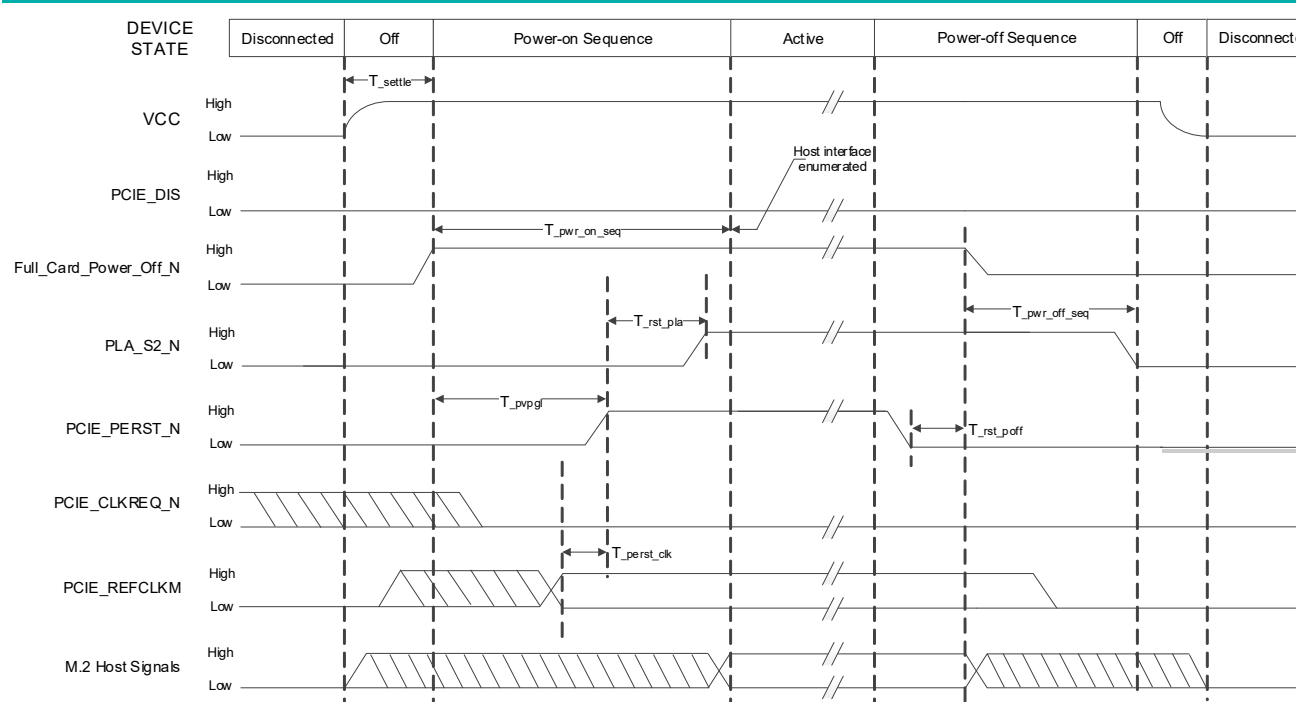 DEVICE
STATE
Disconnected Off Power-on Sequence Active Power-off Sequence Off Disconnecte
T_settle
VCC High
Low
Host interface
enumerated
PCIE_DIS High
Low
T_pwr_on_seq
Full_Card_Power_Off_N High
Low
T_pwr_off_seq
T_rst_pla
PLA_S2_N High
Low
T_pvpgl
PCIE_PERST_N High
Low
T_rst_poff
PCIE_CLKREQ_N High
Low
T_perst_clk
PCIE_REFCLKM High
Low
M.2 Host Signals High
Low